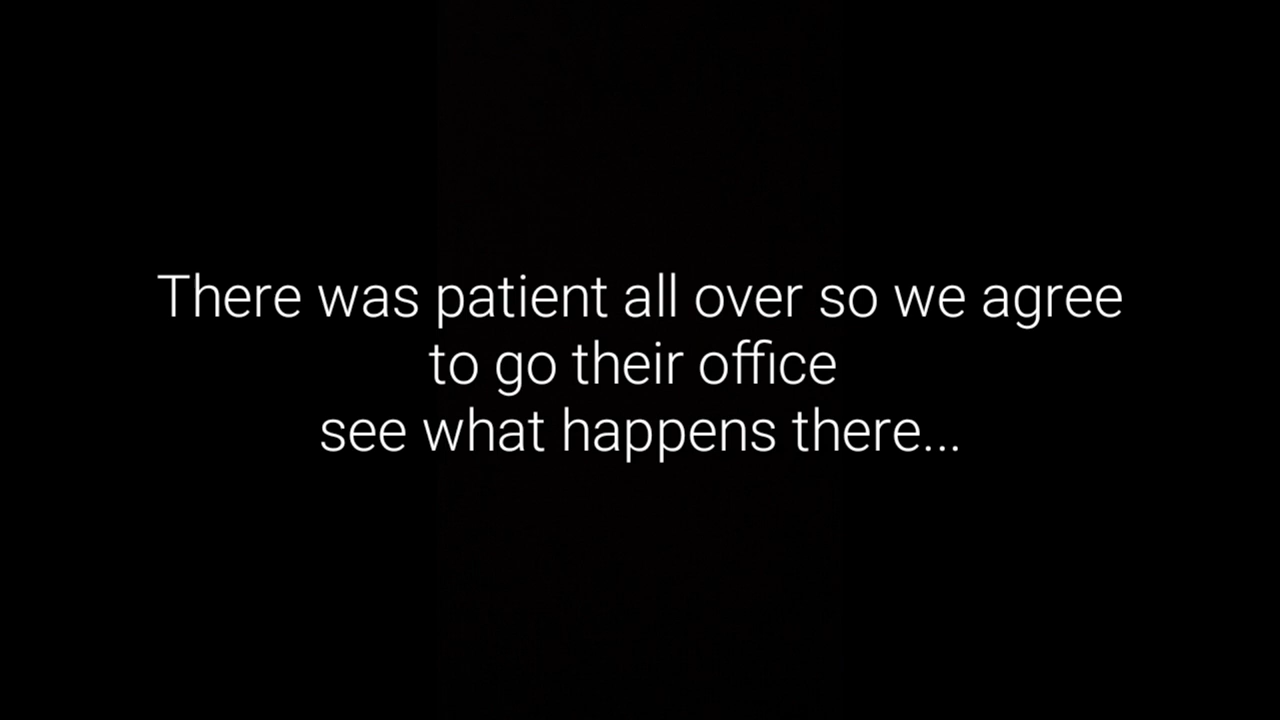 There was patient all over so we agree
to go their office
see what happens there...